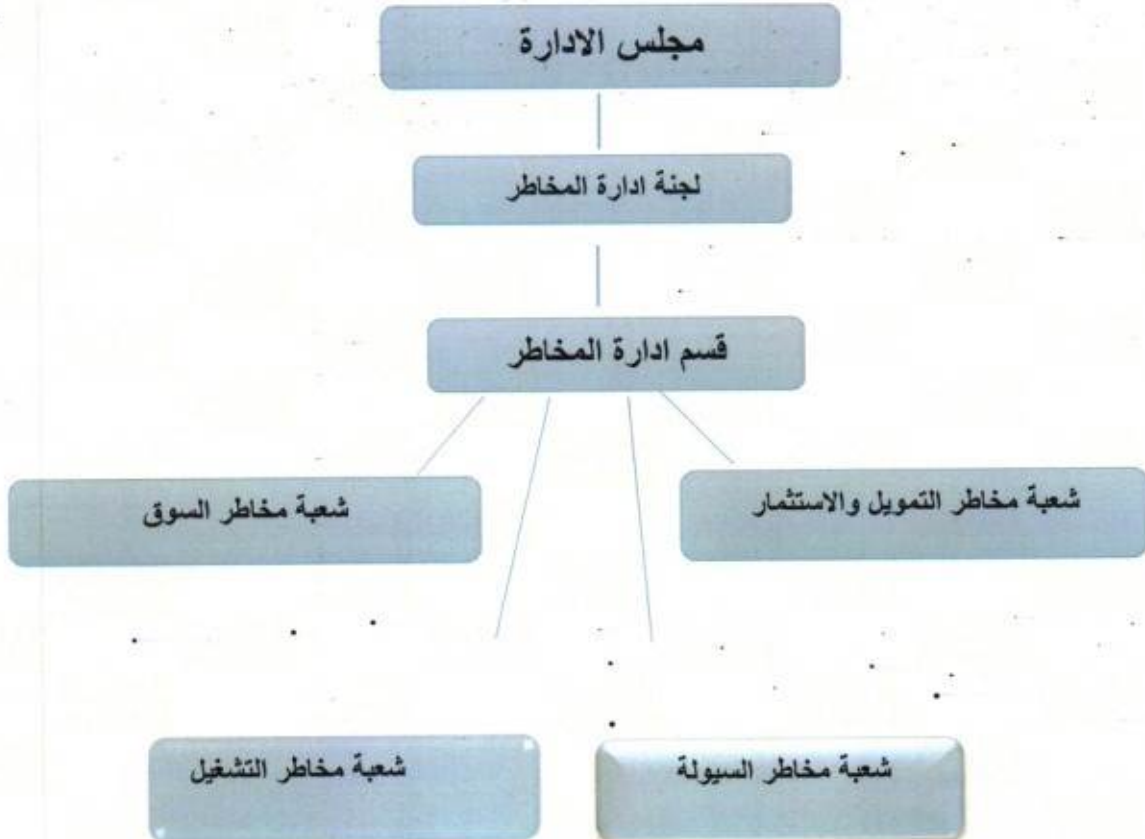 مجلس الادارة
لجنة ادارة المخاطر
قسم ادارة المخاطر
شعبة مخاطر التمويل والاستثمار
شعبة مخاطر السوق
شعبة مخاطر السيولة
شعبة مخاطر التشغيل